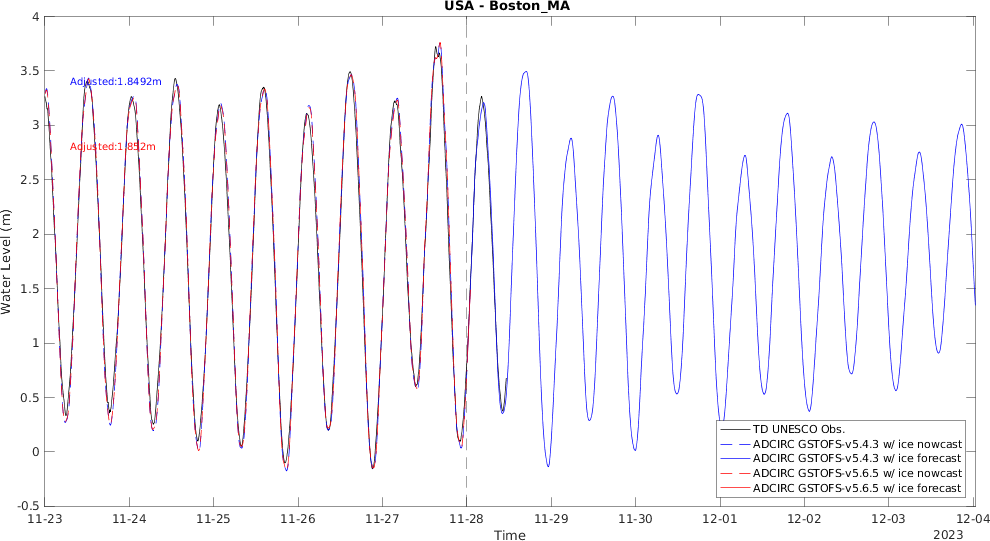 USA - Boston_MA
4
3.5
3
2.5
2
1.5
1
0.5
0
-0.5
Water Level (m)
Adjusted:1.8492m
Adjusted:1.852m
TD UNESCO Obs.
ADCIRC GSTOFS-v5.4.3 w/ ice nowcast
ADCIRC GSTOFS-v5.4.3 w/ ice forecast
ADCIRC GSTOFS-v5.6.5 w/ ice nowcast
ADCIRC GSTOFS-v5.6.5 w/ ice forecast
11-23 11-24 11-25 11-26 11-27 11-28 11-29 11-30 12-01 12-02 12-03 12-04
Time
2023